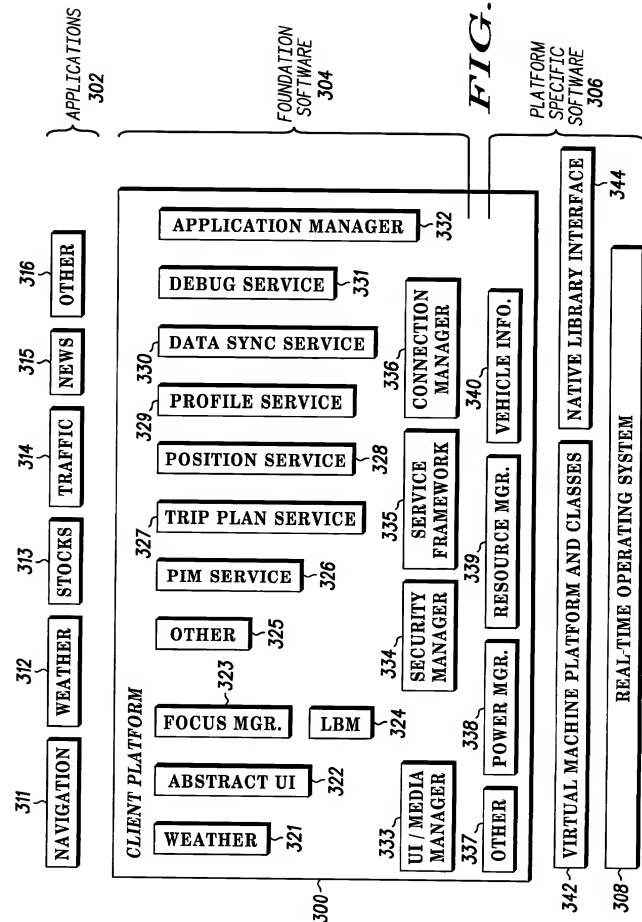 APPLICATIONS
302
311
312
313
314
315
316
NAVIGATION
WEATHER
STOCKS
TRAFFIC
NEWS
OTHER
CLIENT PLATFORM
300
WEATHER
321
ABSTRACT UI
322
323
FOCUS MGR.
LBM
324
OTHER
325
PIM SERVICE
326
327
TRIP PLAN SERVICE
POSITION SERVICE
328
329
PROFILE SERVICE
330
DATA SYNC SERVICE
DEBUG SERVICE
331
APPLICATION MANAGER
332
FOUNDATION
SOFTWARE
304
333
UI / MEDIA
MANAGER
334
SECURITY
MANAGER
335
SERVICE
FRAMEWORK
336
CONNECTION
MANAGER
FIG.
337
OTHER
338
POWER MGR.
339
RESOURCE MGR.
340
VEHICLE INFO.
PLATFORM
SPECIFIC
SOFTWARE
306
342
VIRTUAL MACHINE PLATFORM AND CLASSES
NATIVE LIBRARY INTERFACE
344
308
REAL-TIME OPERATING SYSTEM